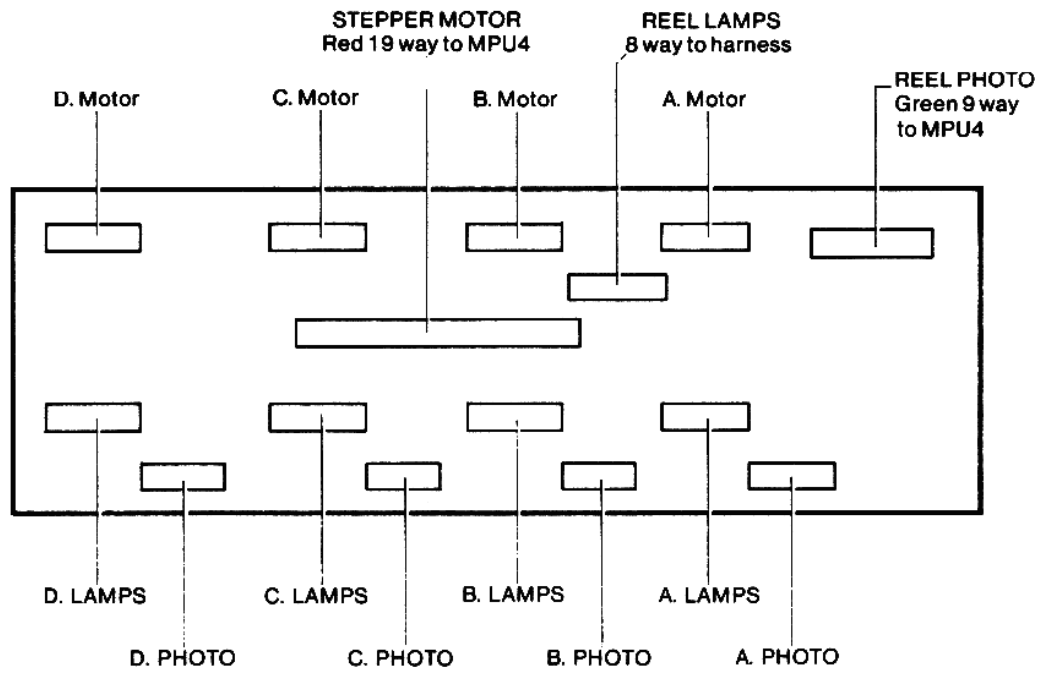 STEPPER MOTOR
Red 19 way to MPU4
REEL LAMPS
8 way to harness
REEL PHOTO
Green 9 way
to MPU4
D. Motor
C. Motor
B. Motor
A. Motor
D. LAMPS
C. LAMPS
B. LAMPS
A. LAMPS
D. PHOTO
C. PHOTO
B. PHOTO
A. PHOTO